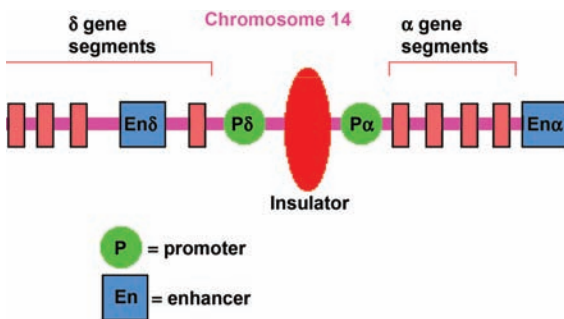 δ gene
segments
Chromosome 14
α gene
segments
Enδ
Pδ
Pα
Enα
Insulator
P = promoter
En = enhancer